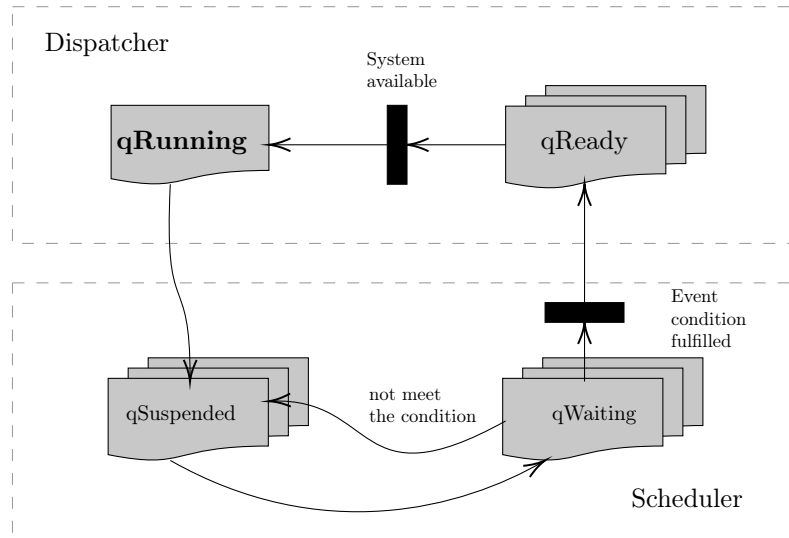 Dispatcher
System
available
qRunning
qReady
Event
condition
fulfilled
not meet
the condition
qSuspended
qWaiting
Scheduler